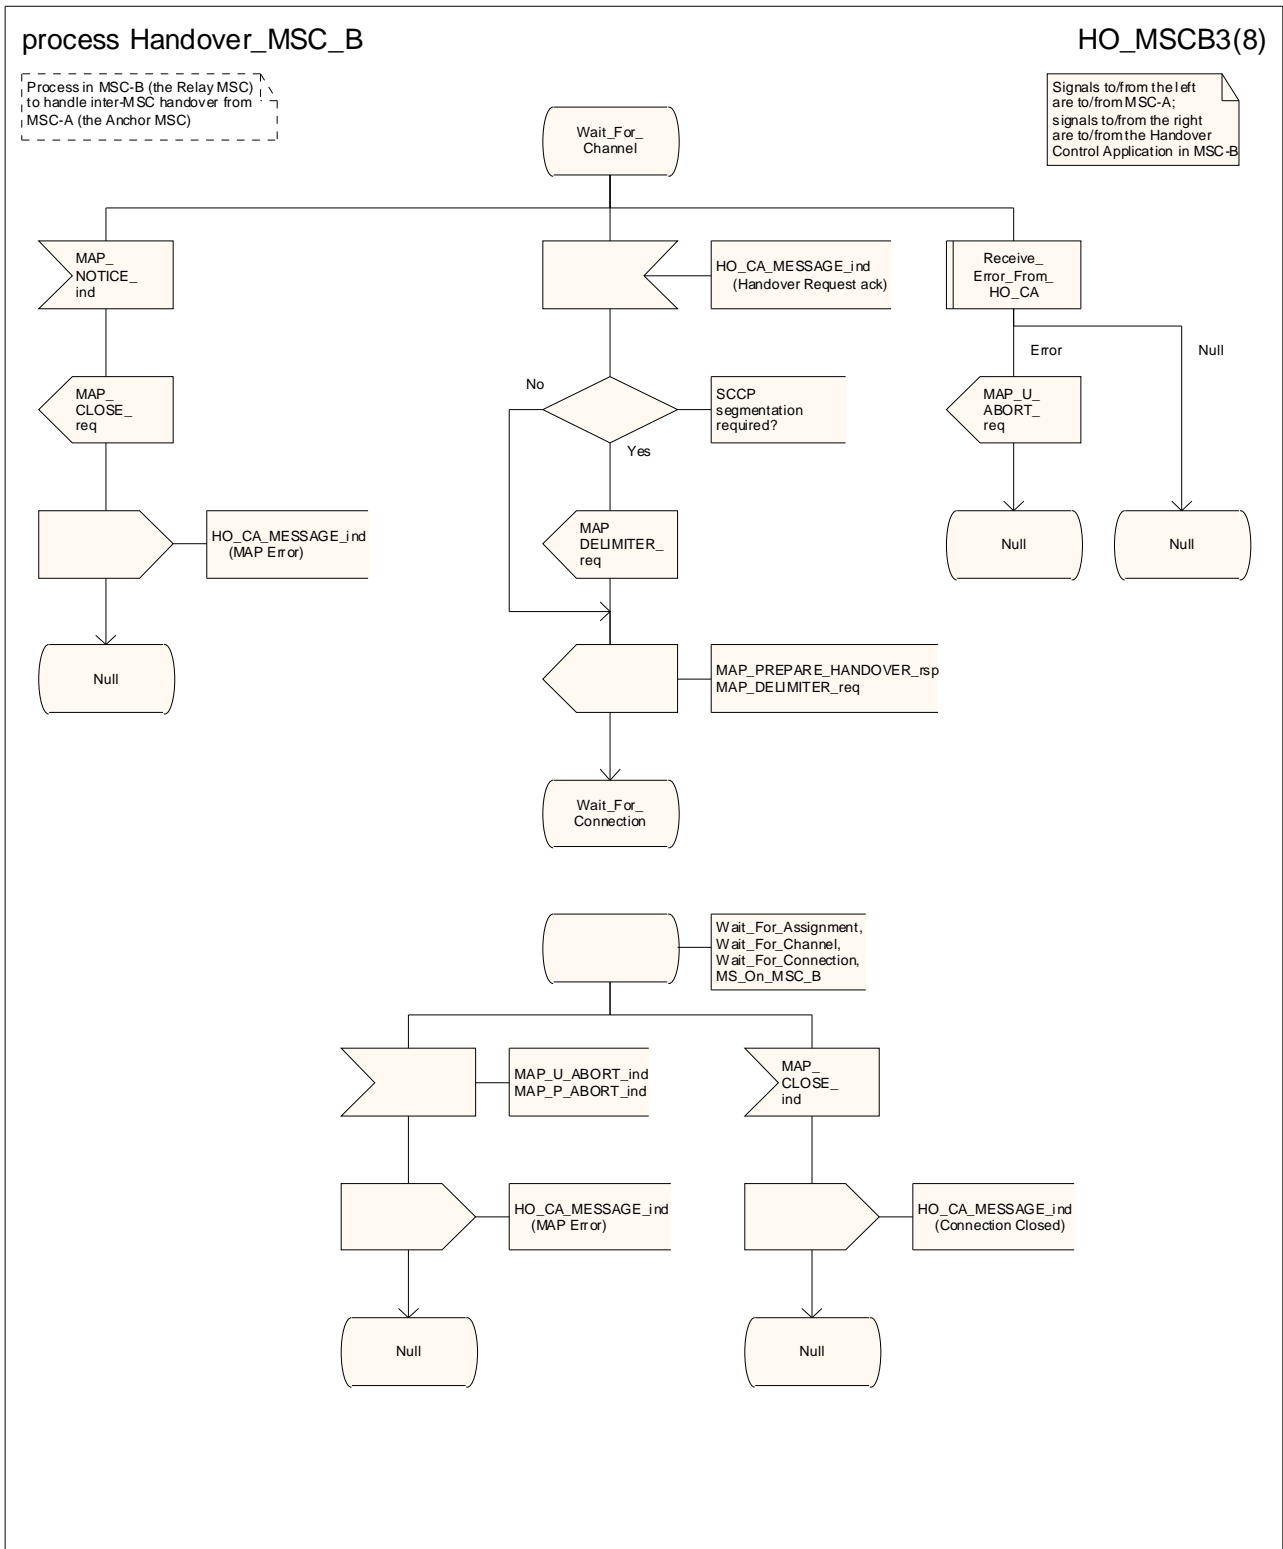 process Handover_MSC_B
HO_MSCB3(8)
Process in MSC-B (the Relay MSC)
to handle inter-MSC handover from
MSC-A (the Anchor MSC)
Signals to/from the left
are to/from MSC-A;
signals to/from the right
are to/from the Handover
Control Application in MSC-B
Wait_For_
Channel
MAP_
NOTICE_
ind
HO_CA_MESSAGE_ind
(Handover Request ack)
Receive_
Error_From_
HO_CA
Error
Null
MAP_
CLOSE_
req
No
SCCP
segmentation
required?
Yes
MAP_U_
ABORT_
req
HO_CA_MESSAGE_ind
(MAP Error)
MAP
DELIMITER_
req
Null
Null
Null
MAP_PREPARE_HANDOVER_rsp
MAP_DELIMITER_req
Wait_For_
Connection
Wait_For_Assignment,
Wait_For_Channel,
Wait_For_Connection,
MS_On_MSC_B
MAP_U_ABORT_ind
MAP_P_ABORT_ind
MAP_
CLOSE_
ind
HO_CA_MESSAGE_ind
(MAP Error)
HO_CA_MESSAGE_ind
(Connection Closed)
Null
Null